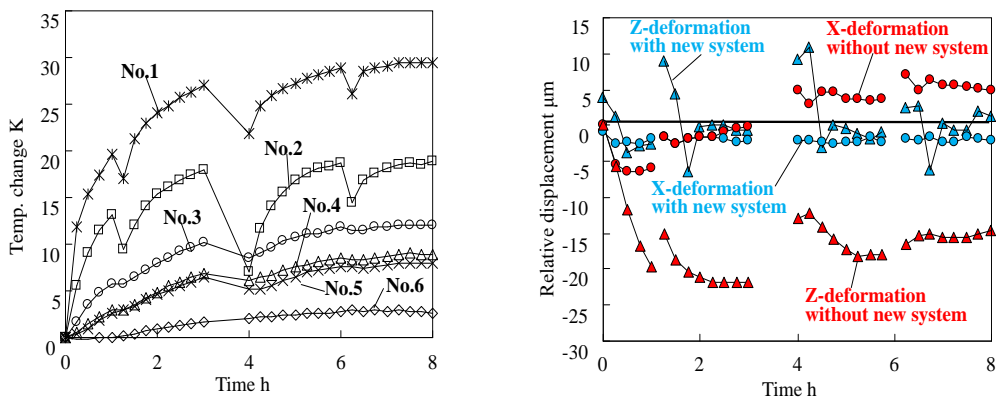 Temp. change K
35
30
25
20
15
10
5
0
0
2
4
6
8
Time h
No.1
No.2
No.3
No.4
No.5
No.6
Relative displacement μm
20
15
10
5
0
-5
-10
-15
-20
-25
-30
0
2
4
6
8
Time h
Z-deformation
with new system
X-deformation
without new system
X-deformation
with new system
Z-deformation
without new system